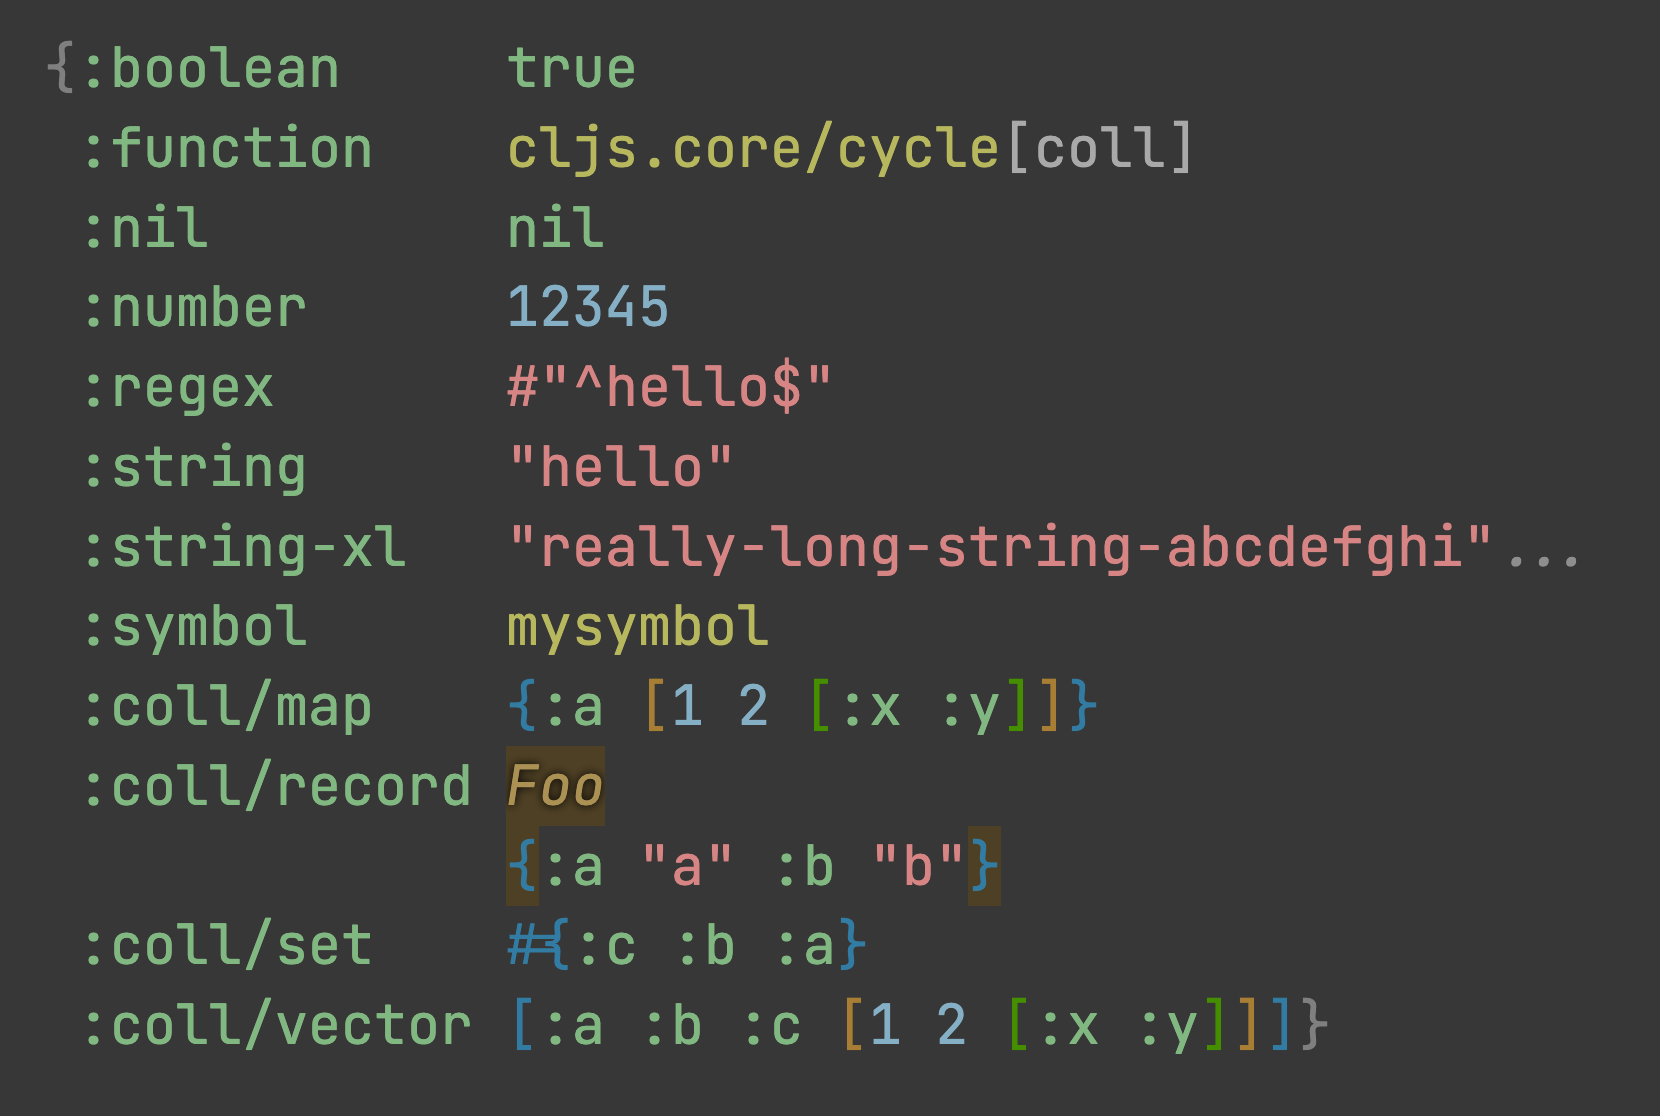 {:boolean     true
 :function    cljs.core/cycle[coll]
 :nil         nil
 :number      12345
 :regex       #"^hello$"
 :string      "hello"
 :string-xl   "really-long-string-abcdefghi"...
 :symbol      mysymbol
 :coll/map    {:a [1 2 [:x :y]]}
 :coll/record Foo
              {:a "a" :b "b"}
 :coll/set    #{:c :b :a}
 :coll/vector [:a :b :c [1 2 [:x :y]]]}